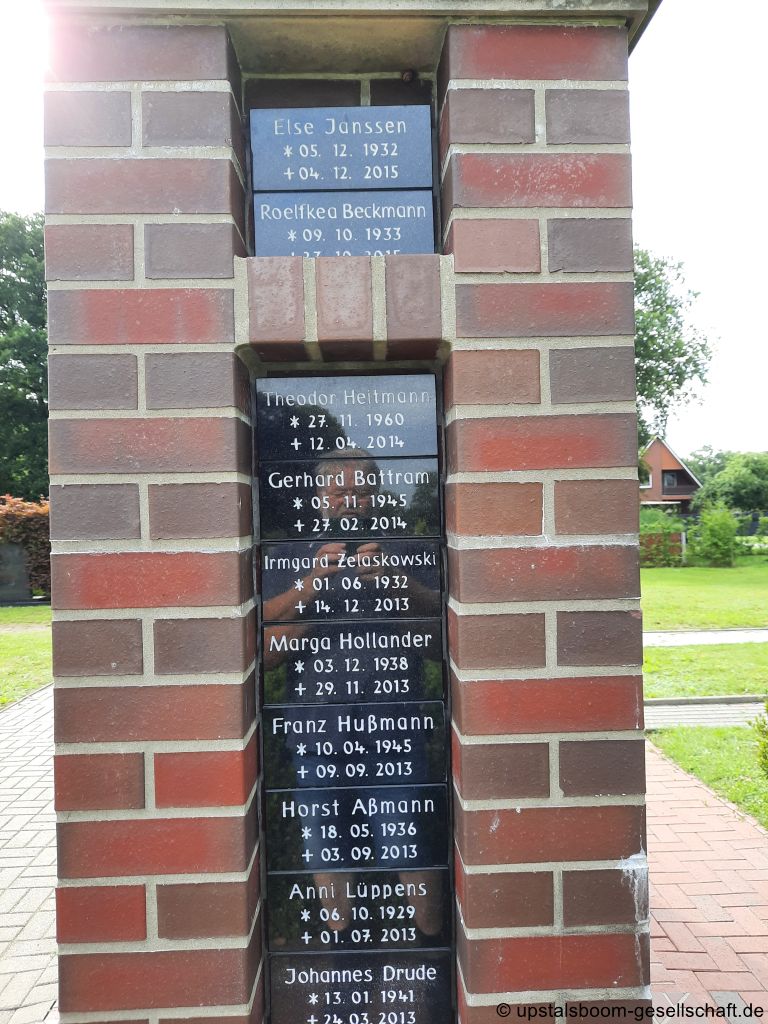 Else Janssen
* 05. 12. 1932
+ 04. 12. 2015
Roelfkea Beckmann
* 09. 10. 1933
Theodor Heitmann
* 27. 11. 1960
+ 12. 04. 2014
Gerhard Battram
* 05. 11. 1945
+ 27. 02. 2014
Irmgard Zelaskowski
* 01. 06. 1932
+ 14. 12. 2013
Marga Hollander
* 03. 12. 1938
+ 29. 11. 2013
Franz Hußmann
* 10. 04. 1945
+ 09. 09. 2013
Horst Aßmann
* 18. 05. 1936
+ 03. 09. 2013
Anni Lüppens
* 06. 10. 1929
+ 01. 07. 2013
Johannes Drude
* 13. 01. 1941
+ 24. 03. 2013
© upstalsboom-gesellschaft.de